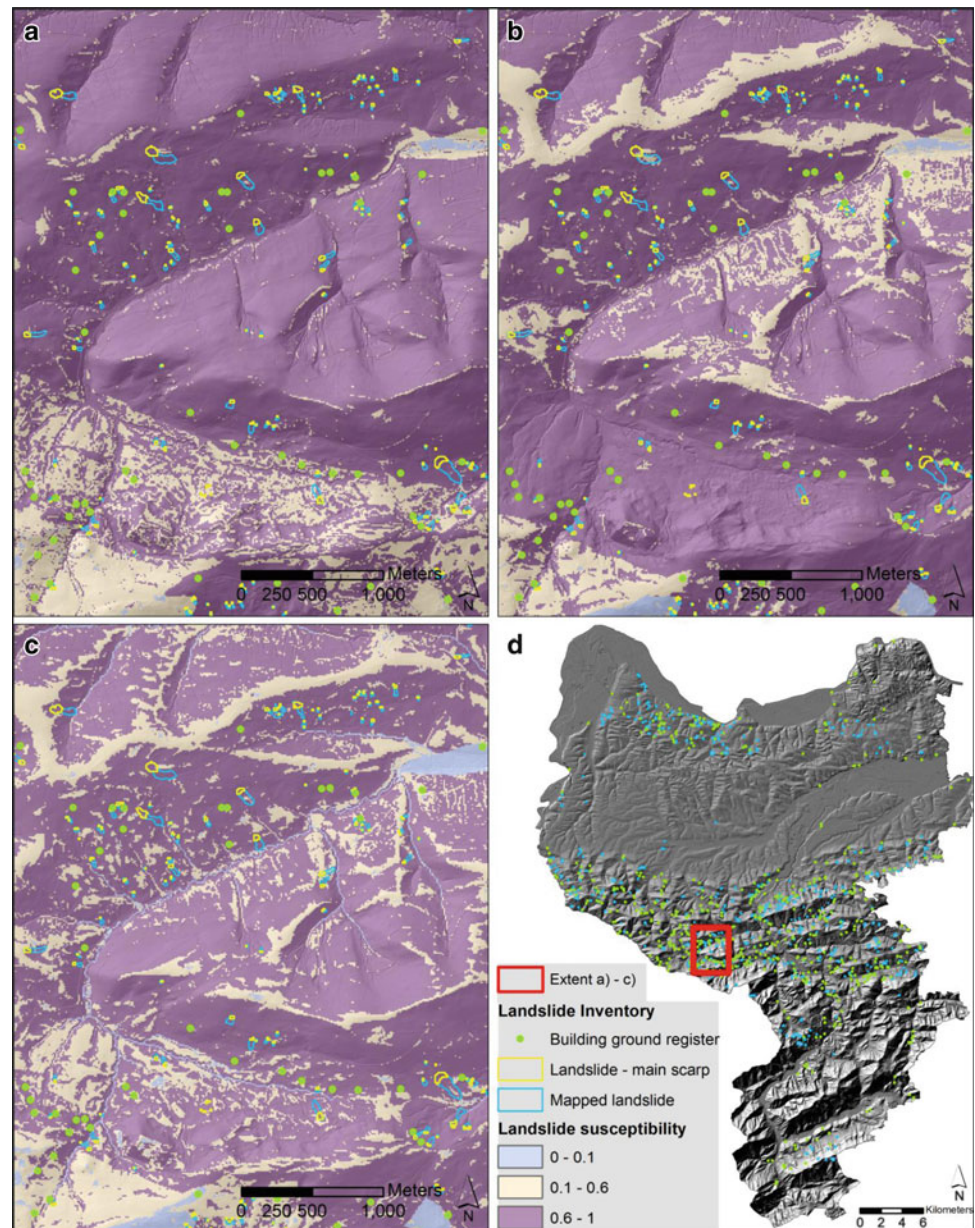 a
b
Meters
0 250 500 1,000
N
Meters
0 250 500 1,000
N
c
d
Meters
0 250 500 1,000
N
Extent a) - c)
Landslide Inventory
Building ground register
Landslide - main scarp
Mapped landslide
Landslide susceptibility
0 - 0.1
0.1 - 0.6
0.6 - 1
N
Kilometers
0 2 4 6